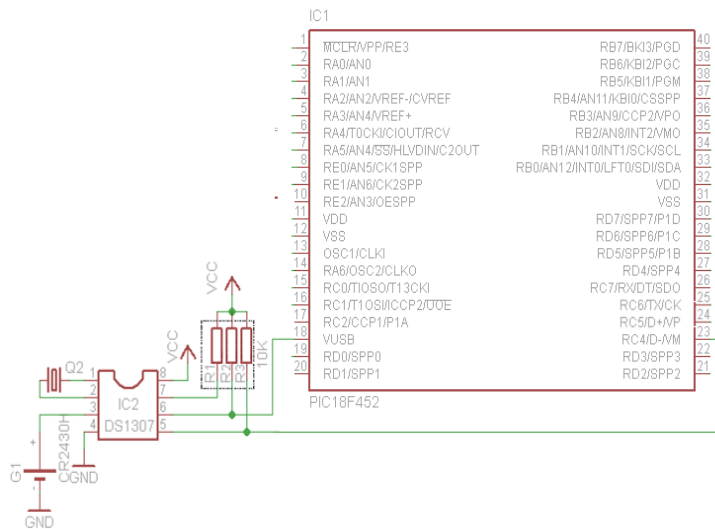 IC1
1 MCLR/VPP/RE3 RB7/BKI3/PGD 40
2 RA0/AN0 RB6/KBI2/PGC 39
3 RA1/AN1 RB5/KBI1/PGM 38
4 RA2/AN2/VREF-/CVREF RB4/AN11/KBI0/CSSPP 37
5 RA3/AN4/VREF+ RB3/AN9/CCP2/VPO 36
6 RA4/T0CKI/CIOUT/RCV RB2/AN8/INT2/VMO 35
7 RA5/AN4/SS/HLVDIN/C2OUT RB1/AN10/INT1/SCK/SCL 34
8 RE0/AN5/CK1SPP RB0/AN12/INT0/LFT0/SDI/SDA 33
9 RE1/AN6/CK2SPP VDD 32
10 RE2/AN3/OESPP VSS 31
11 VDD RD7/SPP7/P1D 30
12 VSS RD6/SPP6/P1C 29
13 OSC1/CLKI RD5/SPP5/P1B 28
14 RA6/OSC2/CLKO RD4/SPP4 27
15 RC0/TIOSO/T13CKI RC7/RX/DT/SDO 26
16 RC1/T1OSI/ICCP2/UOE RC6/TX/CK 25
17 RC2/CCP1/P1A RC5/D+/VP 24
18 VUSB RC4/D-/VM 23
19 RD0/SPP0 RD3/SPP3 22
20 RD1/SPP1 RD2/SPP2 21
PIC18F452
VCC
VCC
R1
R2
R3
10K
Q2
1 8
2 7
3 6
4 5
IC2
DS1307
G1
+
-
CR2430H
GND
GND